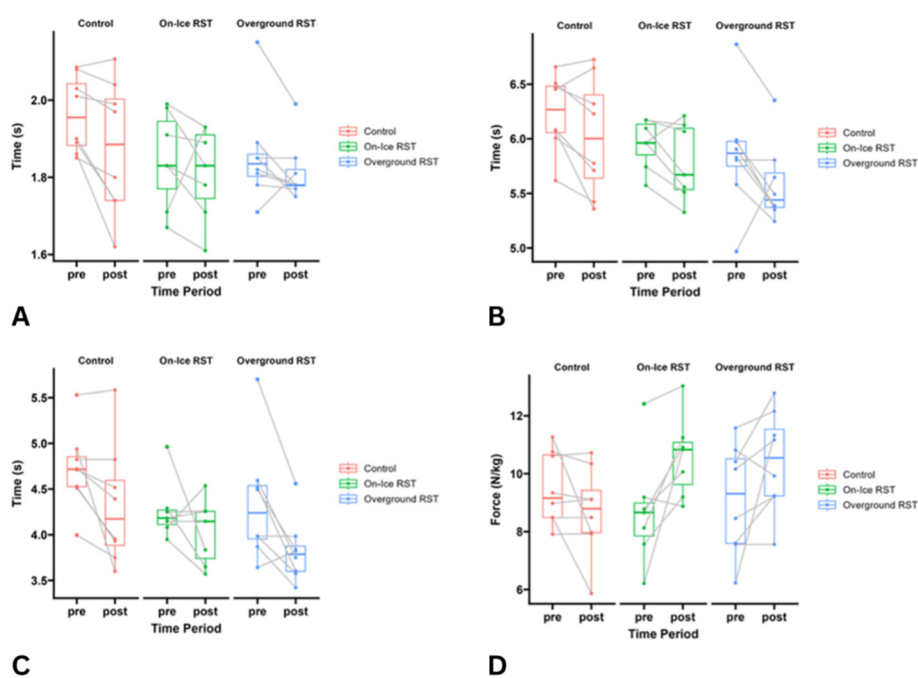 Control On-Ice RST Overground RST
Time (s)
2.0
1.8
1.6
pre post pre post pre post
Time Period
Control
On-Ice RST
Overground RST
A
Control On-Ice RST Overground RST
Time (s)
6.5
6.0
5.5
5.0
pre post pre post pre post
Time Period
Control
On-Ice RST
Overground RST
B
Control On-Ice RST Overground RST
Time (s)
5.5
5.0
4.5
4.0
3.5
pre post pre post pre post
Time Period
Control
On-Ice RST
Overground RST
C
Control On-Ice RST Overground RST
Force (N/kg)
12
10
8
6
pre post pre post pre post
Time Period
Control
On-Ice RST
Overground RST
D